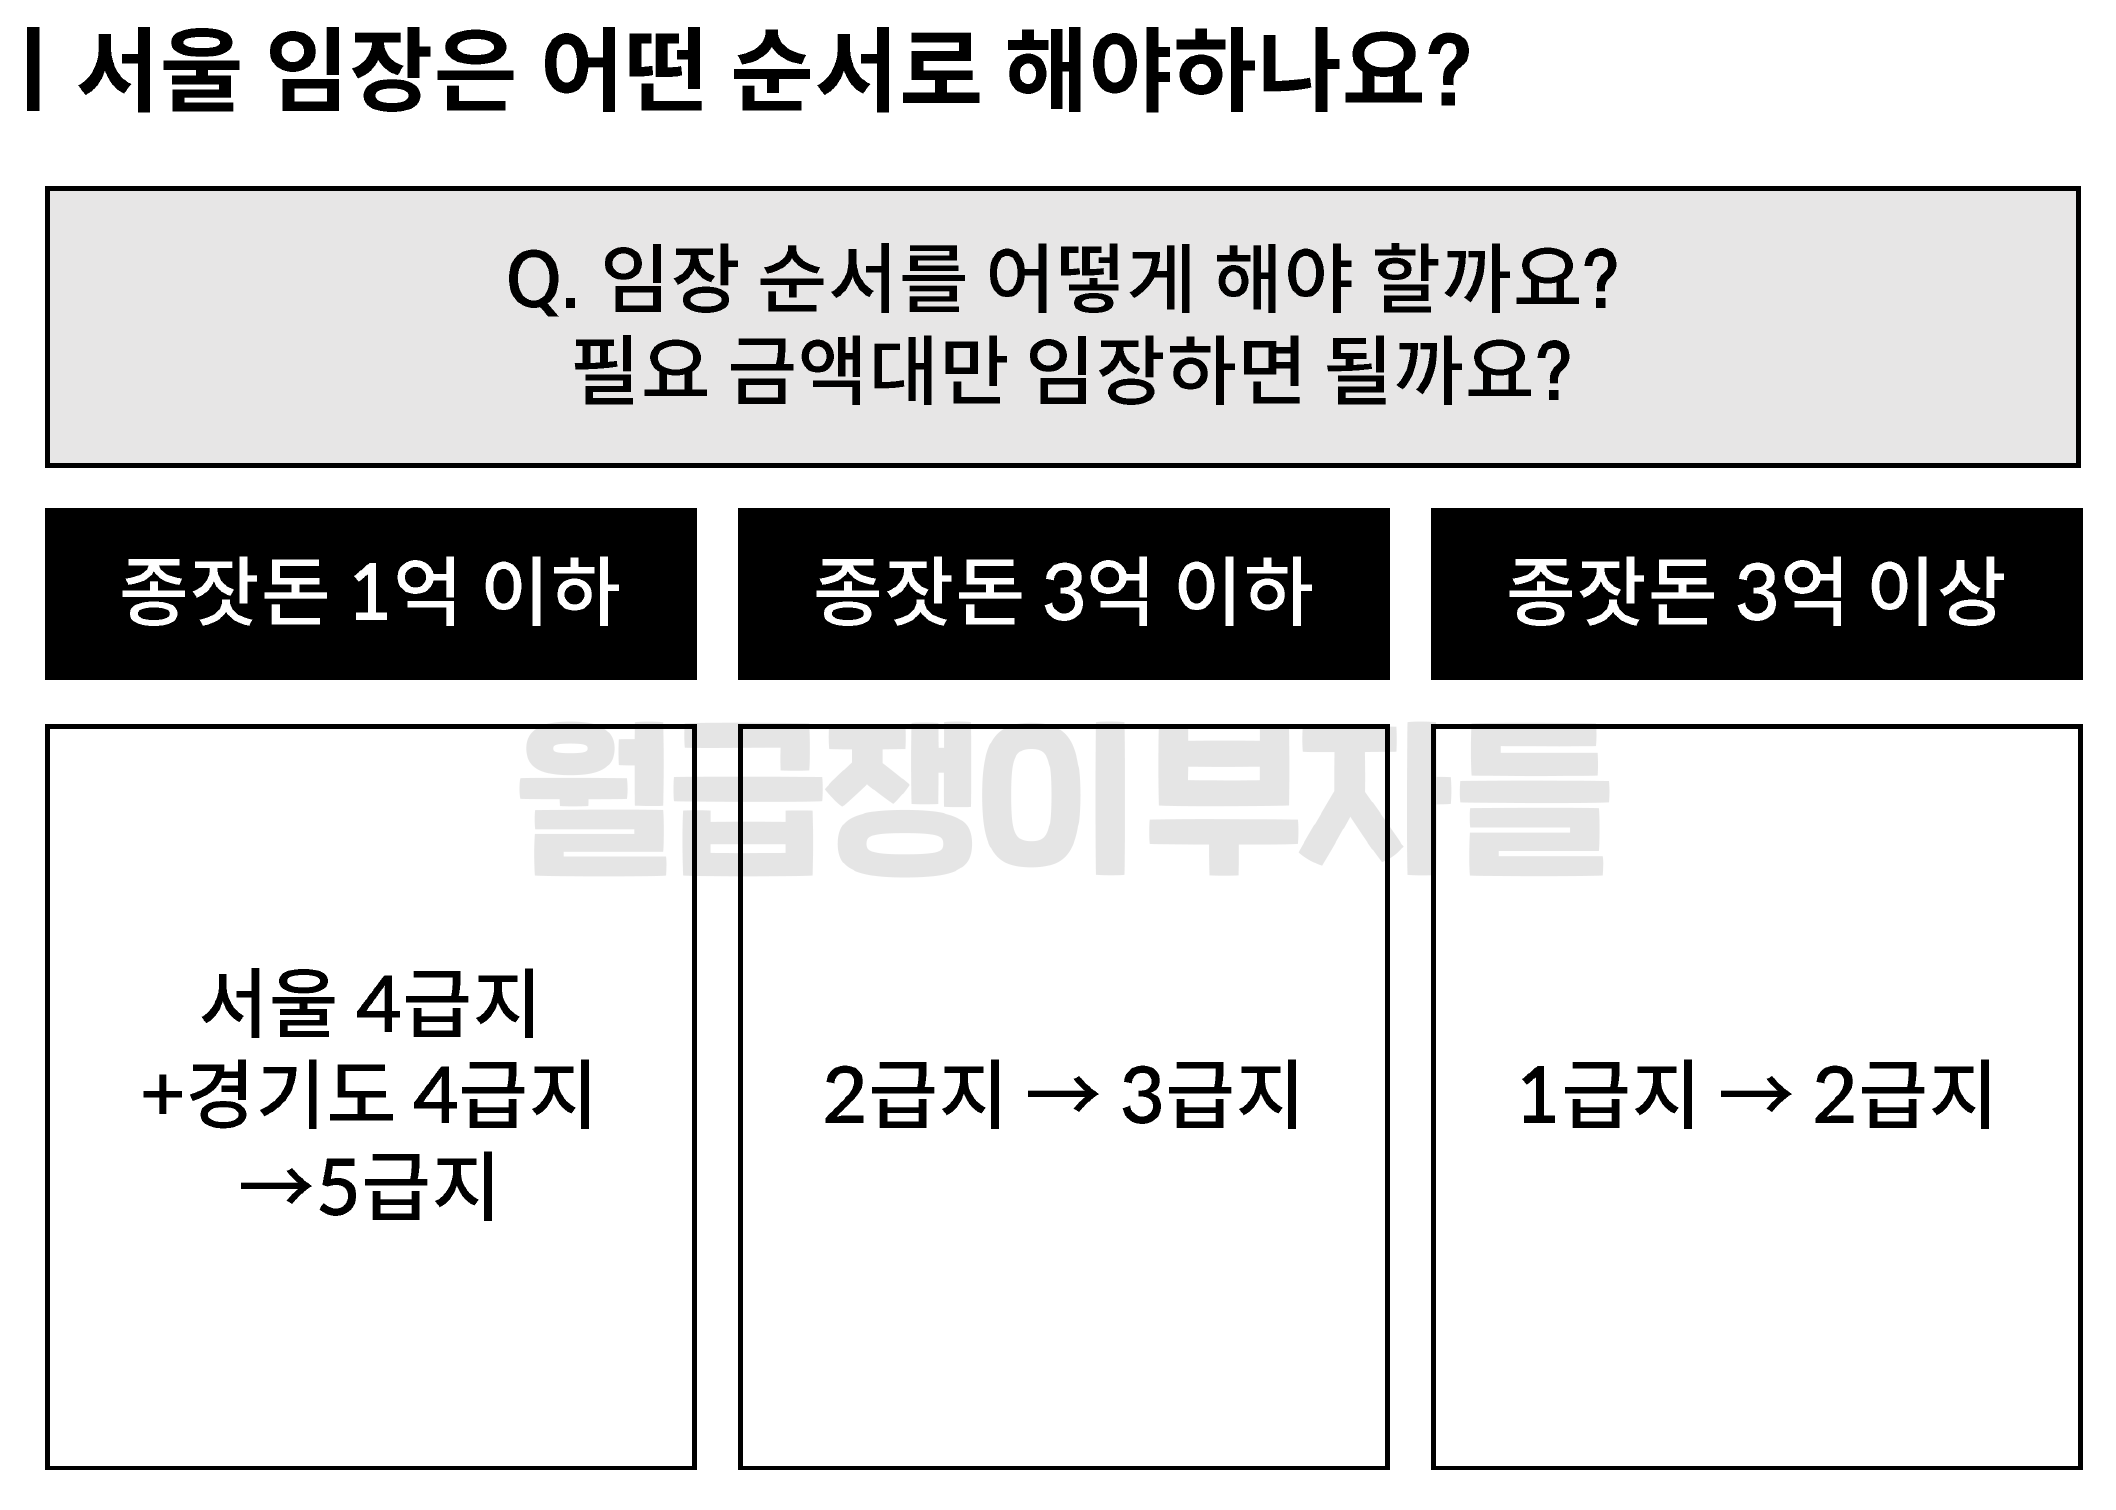 | 서울 임장은 어떤 순서로 해야하나요?
Q. 임장 순서를 어떻게 해야 할까요?
필요 금액대만 임장하면 될까요?
종잣돈 1억 이하
종잣돈 3억 이하
종잣돈 3억 이상
월급쟁이부자들
서울 4급지
+경기도 4급지
→5급지
2급지 → 3급지
1급지 → 2급지